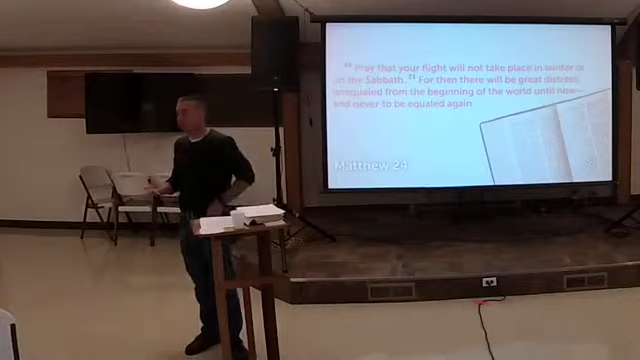 20 Pray that your flight will not take place in winter or
on the Sabbath. 21 For then there will be great distress,
unequaled from the beginning of the world until now—
and never to be equaled again
Matthew 24